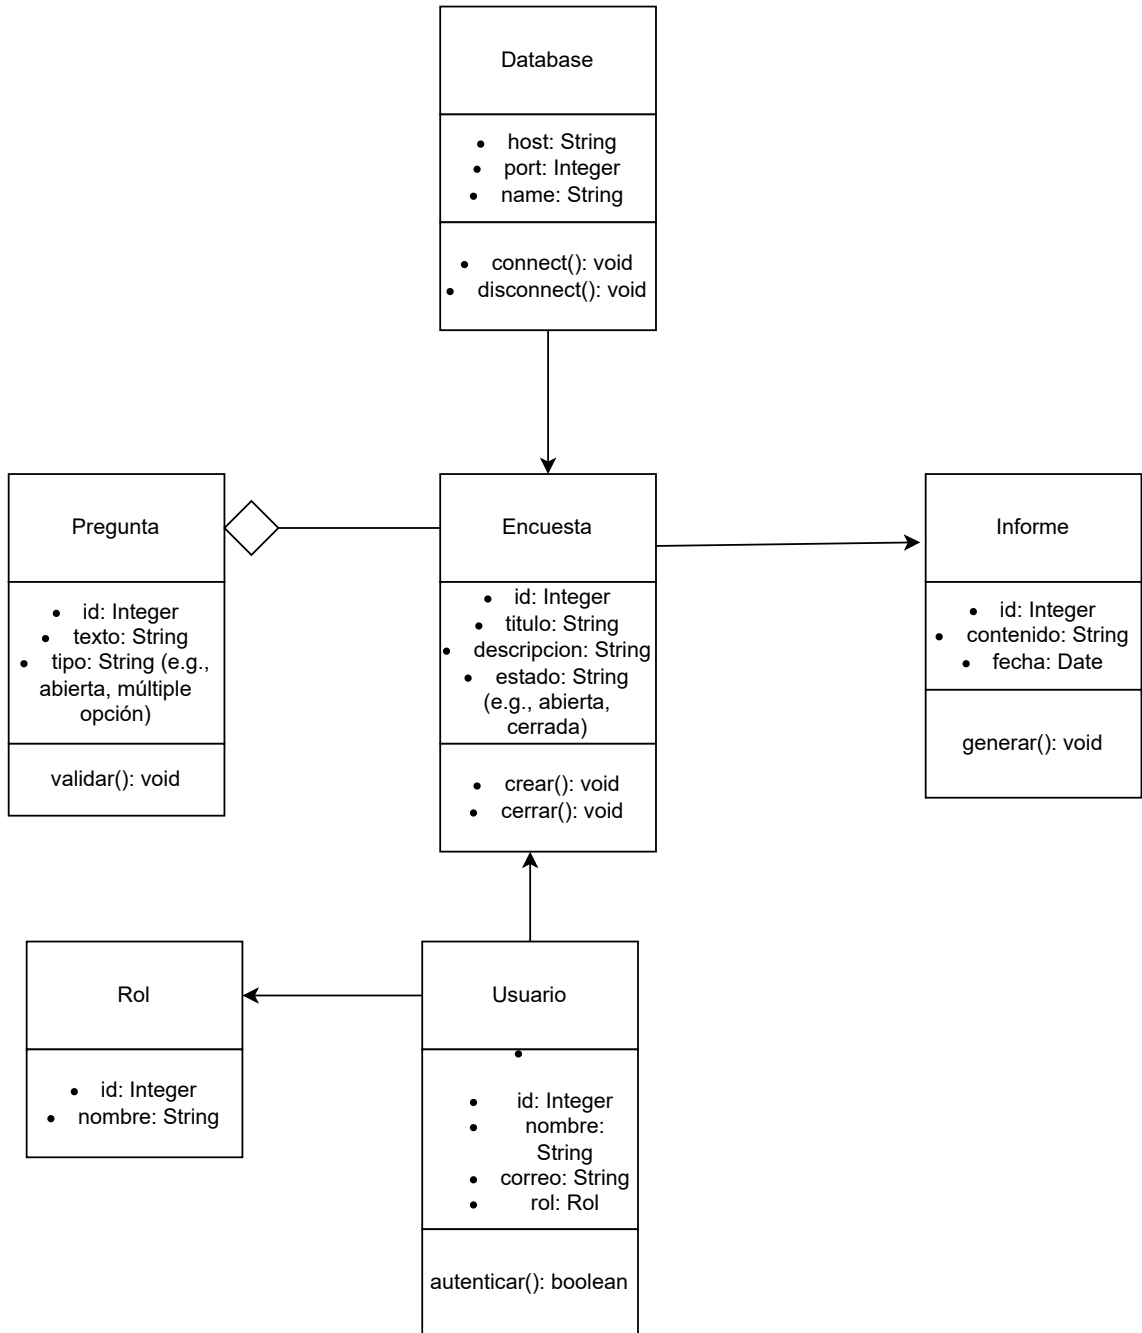 Database
host: String
port: Integer
name: String
connect(): void
disconnect(): void
Pregunta
id: Integer
texto: String
tipo: String (e.g.,
abierta, múltiple
opción)
validar(): void
Encuesta
id: Integer
titulo: String
descripcion: String
estado: String
(e.g., abierta,
cerrada)
crear(): void
cerrar(): void
Informe
id: Integer
contenido: String
fecha: Date
generar(): void
Rol
id: Integer
nombre: String
Usuario
id: Integer
nombre:
String
correo: String
rol: Rol
autenticar(): boolean